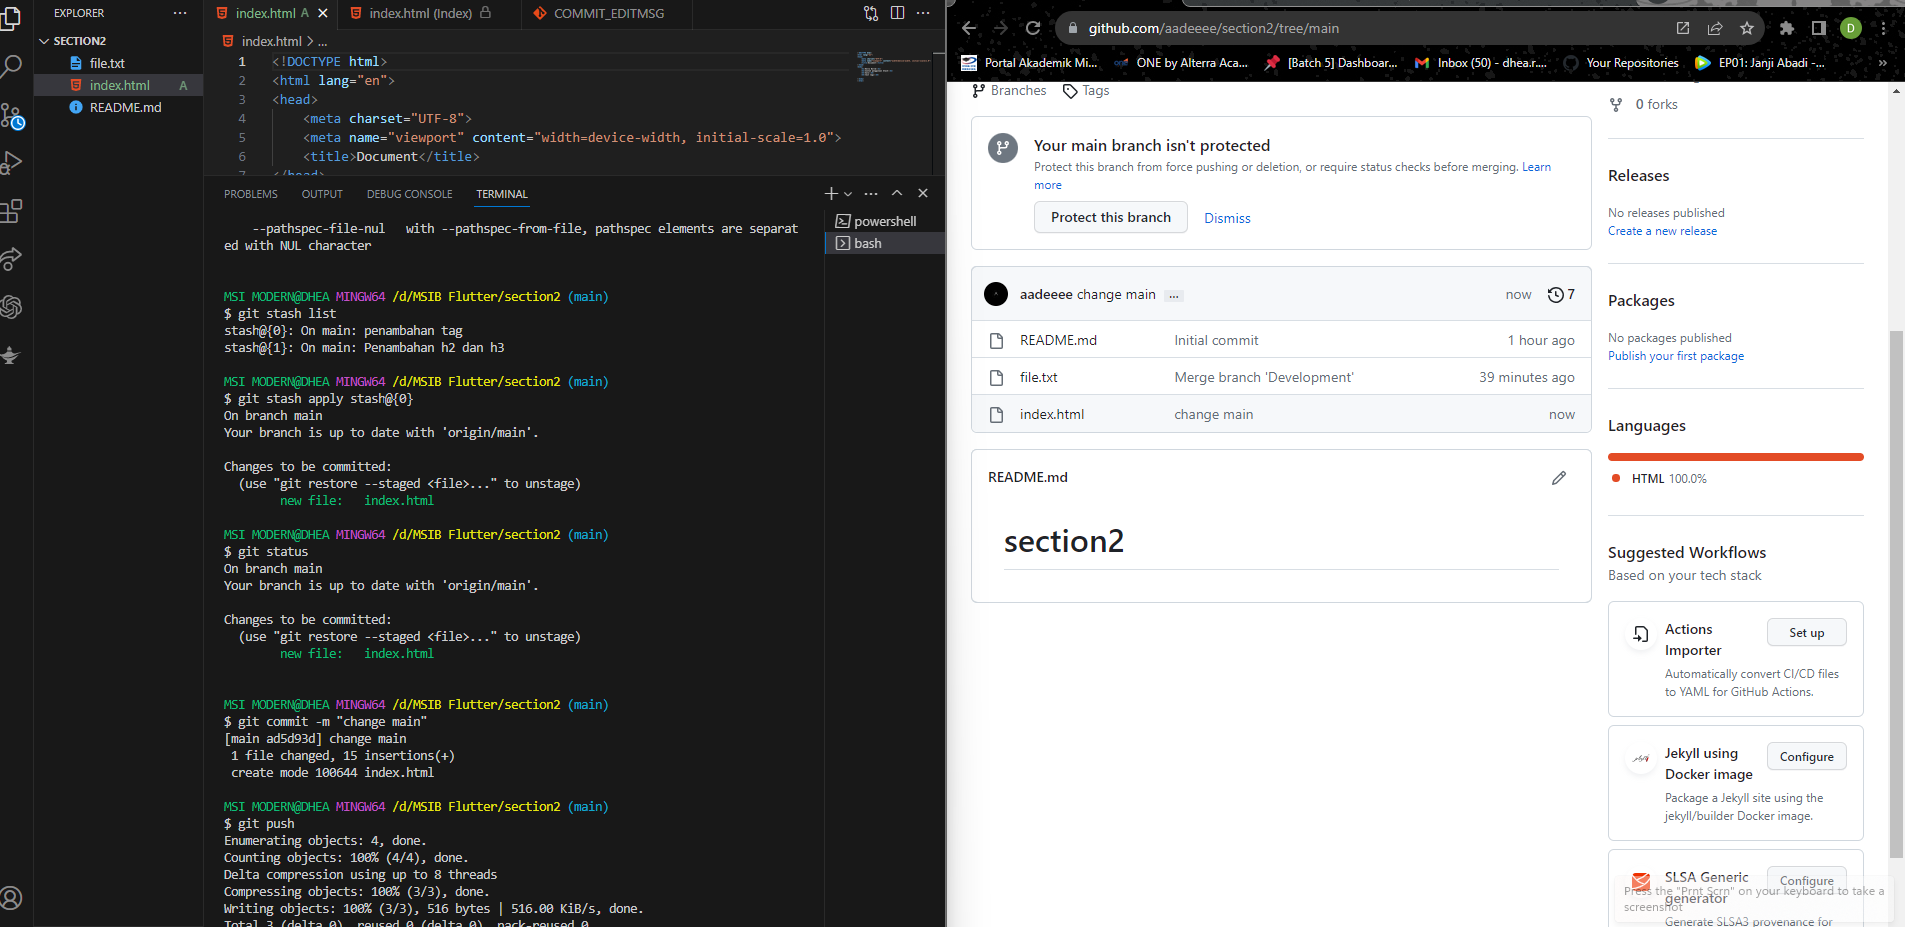 EXPLORER
SECTION2
file.txt
index.html A
README.md
index.html A
index.html (Index)
COMMIT_EDITMSG
index.html > ...
1 <!DOCTYPE html>
2 <html lang="en">
3 <head>
4 <meta charset="UTF-8">
5 <meta name="viewport" content="width=device-width, initial-scale=1.0">
6 <title>Document</title>
7 </head>
PROBLEMS OUTPUT DEBUG CONSOLE TERMINAL
powershell
bash
--pathspec-file-nul with --pathspec-from-file, pathspec elements are separat
ed with NUL character
MSI MODERN@DHEA MINGW64 /d/MSIB Flutter/section2 (main)
$ git stash list
stash@{0}: On main: penambahan tag
stash@{1}: On main: Penambahan h2 dan h3
MSI MODERN@DHEA MINGW64 /d/MSIB Flutter/section2 (main)
$ git stash apply stash@{0}
On branch main
Your branch is up to date with 'origin/main'.
Changes to be committed:
(use "git restore --staged <file>..." to unstage)
new file: index.html
MSI MODERN@DHEA MINGW64 /d/MSIB Flutter/section2 (main)
$ git status
On branch main
Your branch is up to date with 'origin/main'.
Changes to be committed:
(use "git restore --staged <file>..." to unstage)
new file: index.html
MSI MODERN@DHEA MINGW64 /d/MSIB Flutter/section2 (main)
$ git commit -m "change main"
[main ad5d93d] change main
1 file changed, 15 insertions(+)
create mode 100644 index.html
MSI MODERN@DHEA MINGW64 /d/MSIB Flutter/section2 (main)
$ git push
Enumerating objects: 4, done.
Counting objects: 100% (4/4), done.
Delta compression using up to 8 threads
Compressing objects: 100% (3/3), done.
Writing objects: 100% (3/3), 516 bytes | 516.00 KiB/s, done.
Total 3 (delta 0), reused 0 (delta 0), pack-reused 0
github.com/aadeeee/section2/tree/main
D
Portal Akademik Mi...
ONE by Alterra Aca...
[Batch 5] Dashboar...
Inbox (50) - dhea.r....
Your Repositories
EP01: Janji Abadi -...
Branches
Tags
Your main branch isn't protected
Protect this branch from force pushing or deletion, or require status checks before merging. Learn
more
Protect this branch
Dismiss
aadeeee change main ... now 7
README.md Initial commit 1 hour ago
file.txt Merge branch 'Development' 39 minutes ago
index.html change main now
README.md
section2
0 forks
Releases
No releases published
Create a new release
Packages
No packages published
Publish your first package
Languages
HTML 100.0%
Suggested Workflows
Based on your tech stack
Actions
Importer
Set up
Automatically convert CI/CD files
to YAML for GitHub Actions.
Jekyll using
Docker image
Configure
Package a Jekyll site using the
jekyll/builder Docker image.
SLSA Generic
generator
Configure
Generate SLSA3 provenance for
Press the "Prnt Scrn" on your keyboard to take a
screenshot